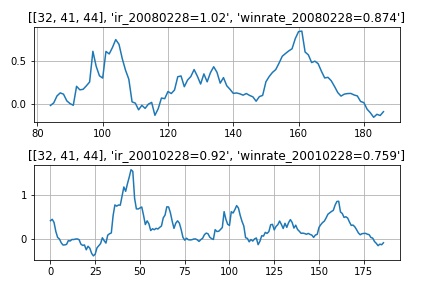 [[32, 41, 44], 'ir_20080228=1.02', 'winrate_20080228=0.874']
0.5
0.0
80 100 120 140 160 180
[[32, 41, 44], 'ir_20010228=0.92', 'winrate_20010228=0.759']
1
0
0 25 50 75 100 125 150 175